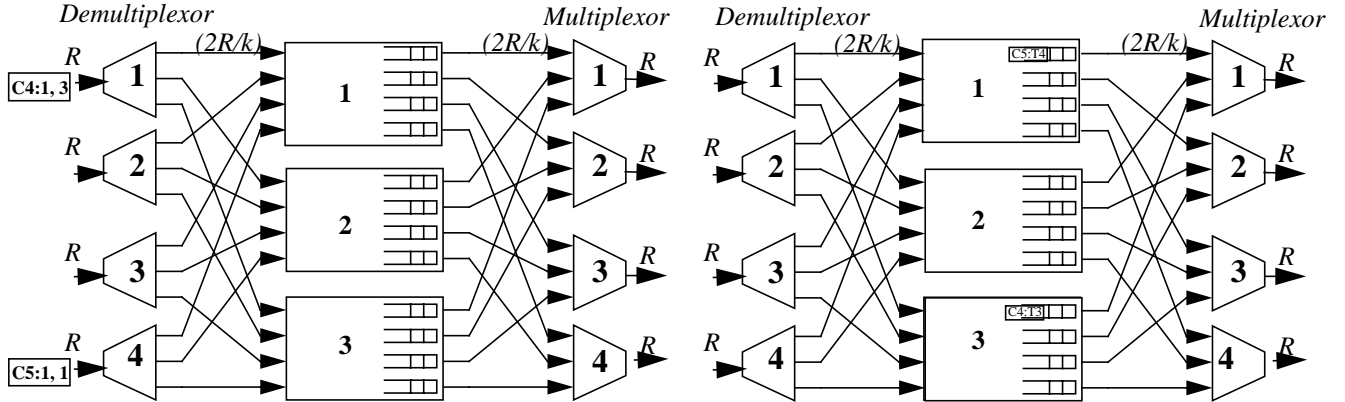 Demultiplexor
Multiplexor
(2R/k)
(2R/k)
R
C4:1, 3
1
1
1
R
R
2
2
R
2
R
3
3
R
3
R
C5:1, 1
4
4
R
Demultiplexor
Multiplexor
(2R/k)
(2R/k)
R
1
C5:T4
1
1
R
R
2
2
R
2
R
3
3
R
C4:T3
3
R
4
4
R